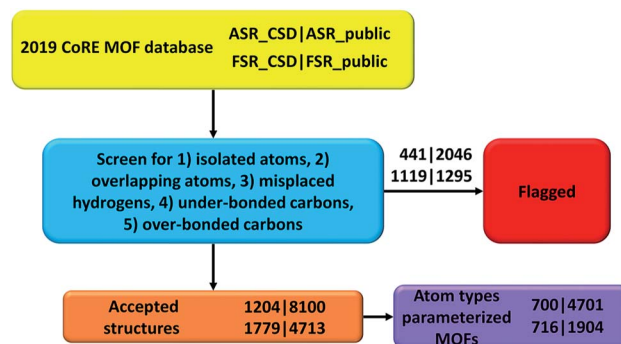 2019 CoRE MOF database
ASR_CSD|ASR_public
FSR_CSD|FSR_public
Screen for 1) isolated atoms, 2)
overlapping atoms, 3) misplaced
hydrogens, 4) under-bonded carbons,
5) over-bonded carbons
441|2046
1119|1295
Flagged
Accepted
structures
1204|8100
1779|4713
Atom types
parameterized
MOFs
700|4701
716|1904